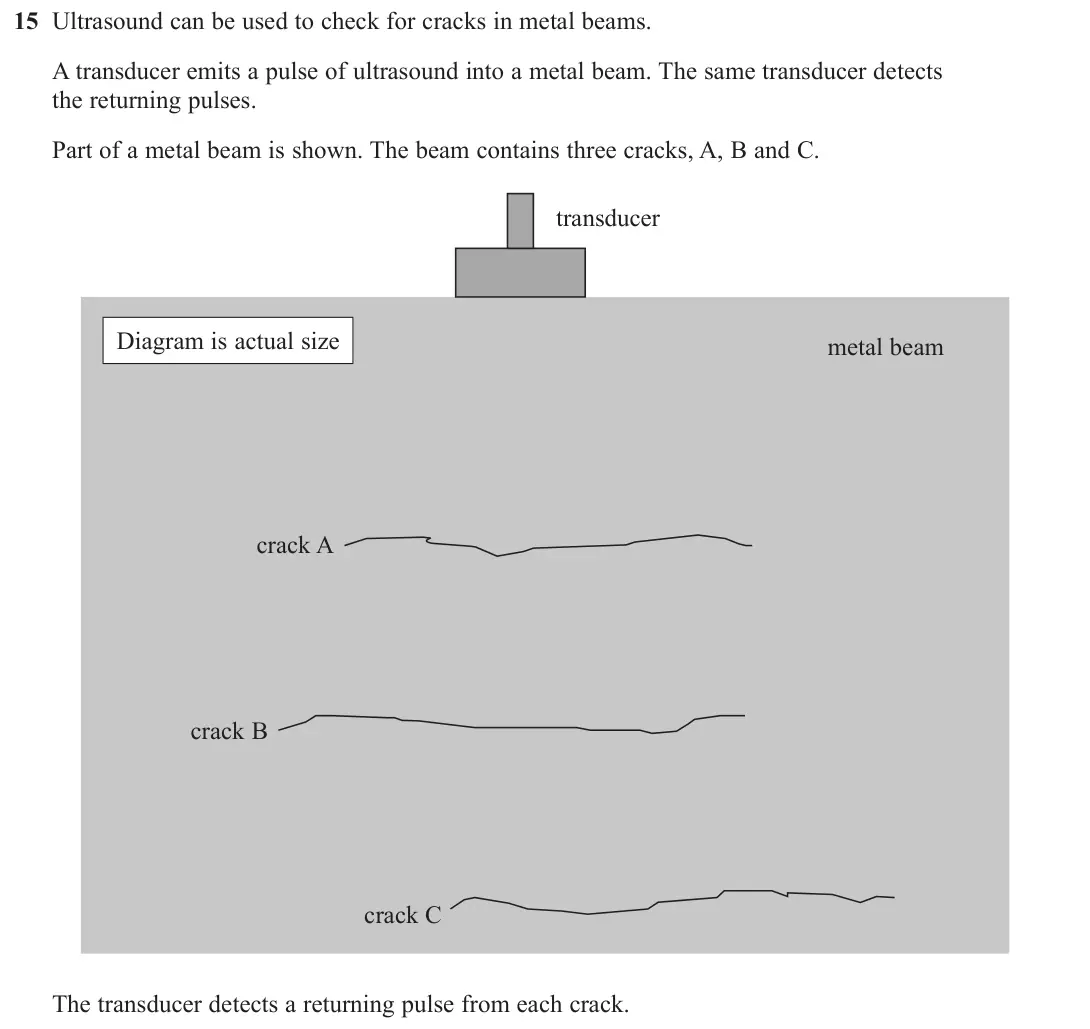 15 Ultrasound can be used to check for cracks in metal beams.
A transducer emits a pulse of ultrasound into a metal beam. The same transducer detects
the returning pulses.
Part of a metal beam is shown. The beam contains three cracks, A, B and C.
transducer
Diagram is actual size
metal beam
crack A
crack B
crack C
The transducer detects a returning pulse from each crack.